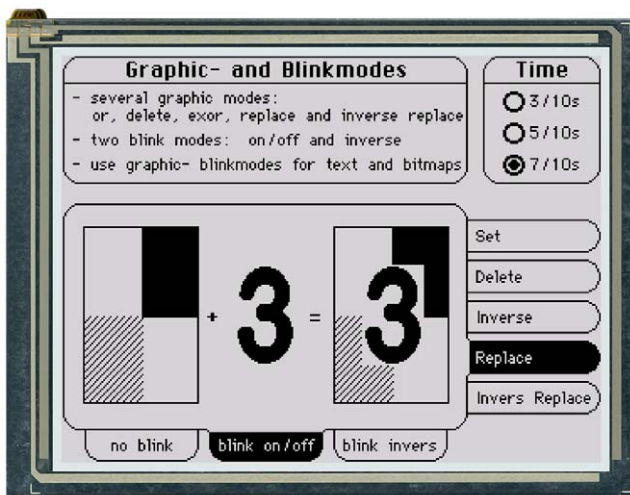 Graphic- and Blinkmodes
- several graphic modes:
or, delete, exor, replace and inverse replace
- two blink modes: on/off and inverse
- use graphic- blinkmodes for text and bitmaps
Time
3/10s
5/10s
7/10s
+ 3 = 3
Set
Delete
Inverse
Replace
Invers Replace
no blink
blink on/off
blink invers